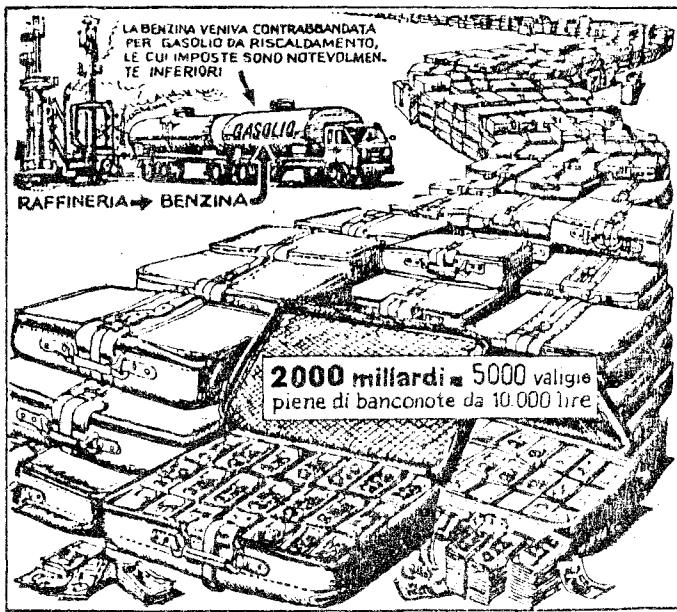 LA BENZINA VENIVA CONTRABBANDATA
PER GASOLIO DA RISCALDAMENTO,
LE CUI IMPOSTE SONO NOTEVOLMEN-
TE INFERIORI
GASOLIO
RAFFINERIA → BENZINA
2000 miliardi = 5000 valigie
piene di banconote da 10.000 lire